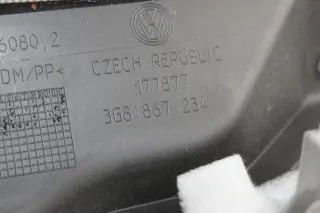 6080,2
DM/PP<
CZECH REPUBLIC
177877
3G8 867 234